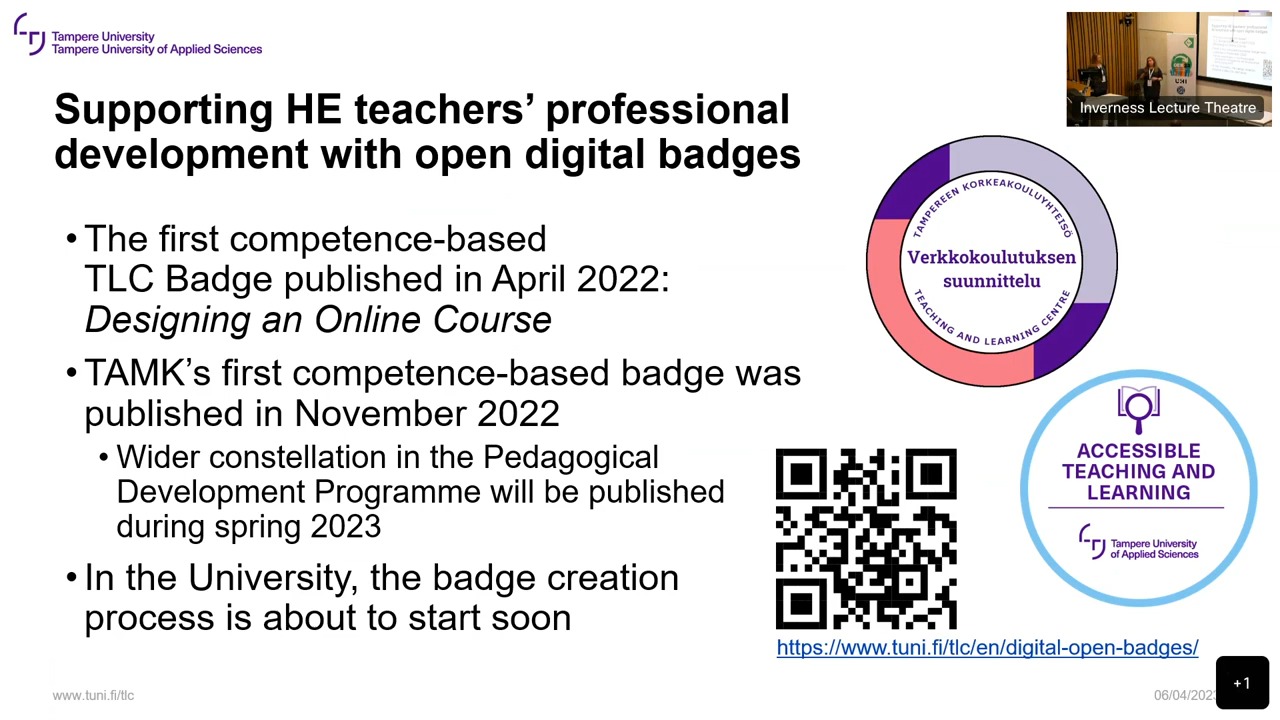 Tampere University
Tampere University of Applied Sciences
Inverness Lecture Theatre
Supporting HE teachers’ professional
development with open digital badges
• The first competence-based
TLC Badge published in April 2022:
Designing an Online Course
• TAMK’s first competence-based badge was
published in November 2022
• Wider constellation in the Pedagogical
Development Programme will be published
during spring 2023
• In the University, the badge creation
process is about to start soon
TAMPEREEN KORKEAKOULUYHTEISÖ
Verkkokoulutuksen
suunnittelu
TEACHING AND LEARNING CENTRE
ACCESSIBLE
TEACHING AND
LEARNING
Tampere University
of Applied Sciences
https://www.tuni.fi/tlc/en/digital-open-badges/
www.tuni.fi/tlc
06/04/2023
+1